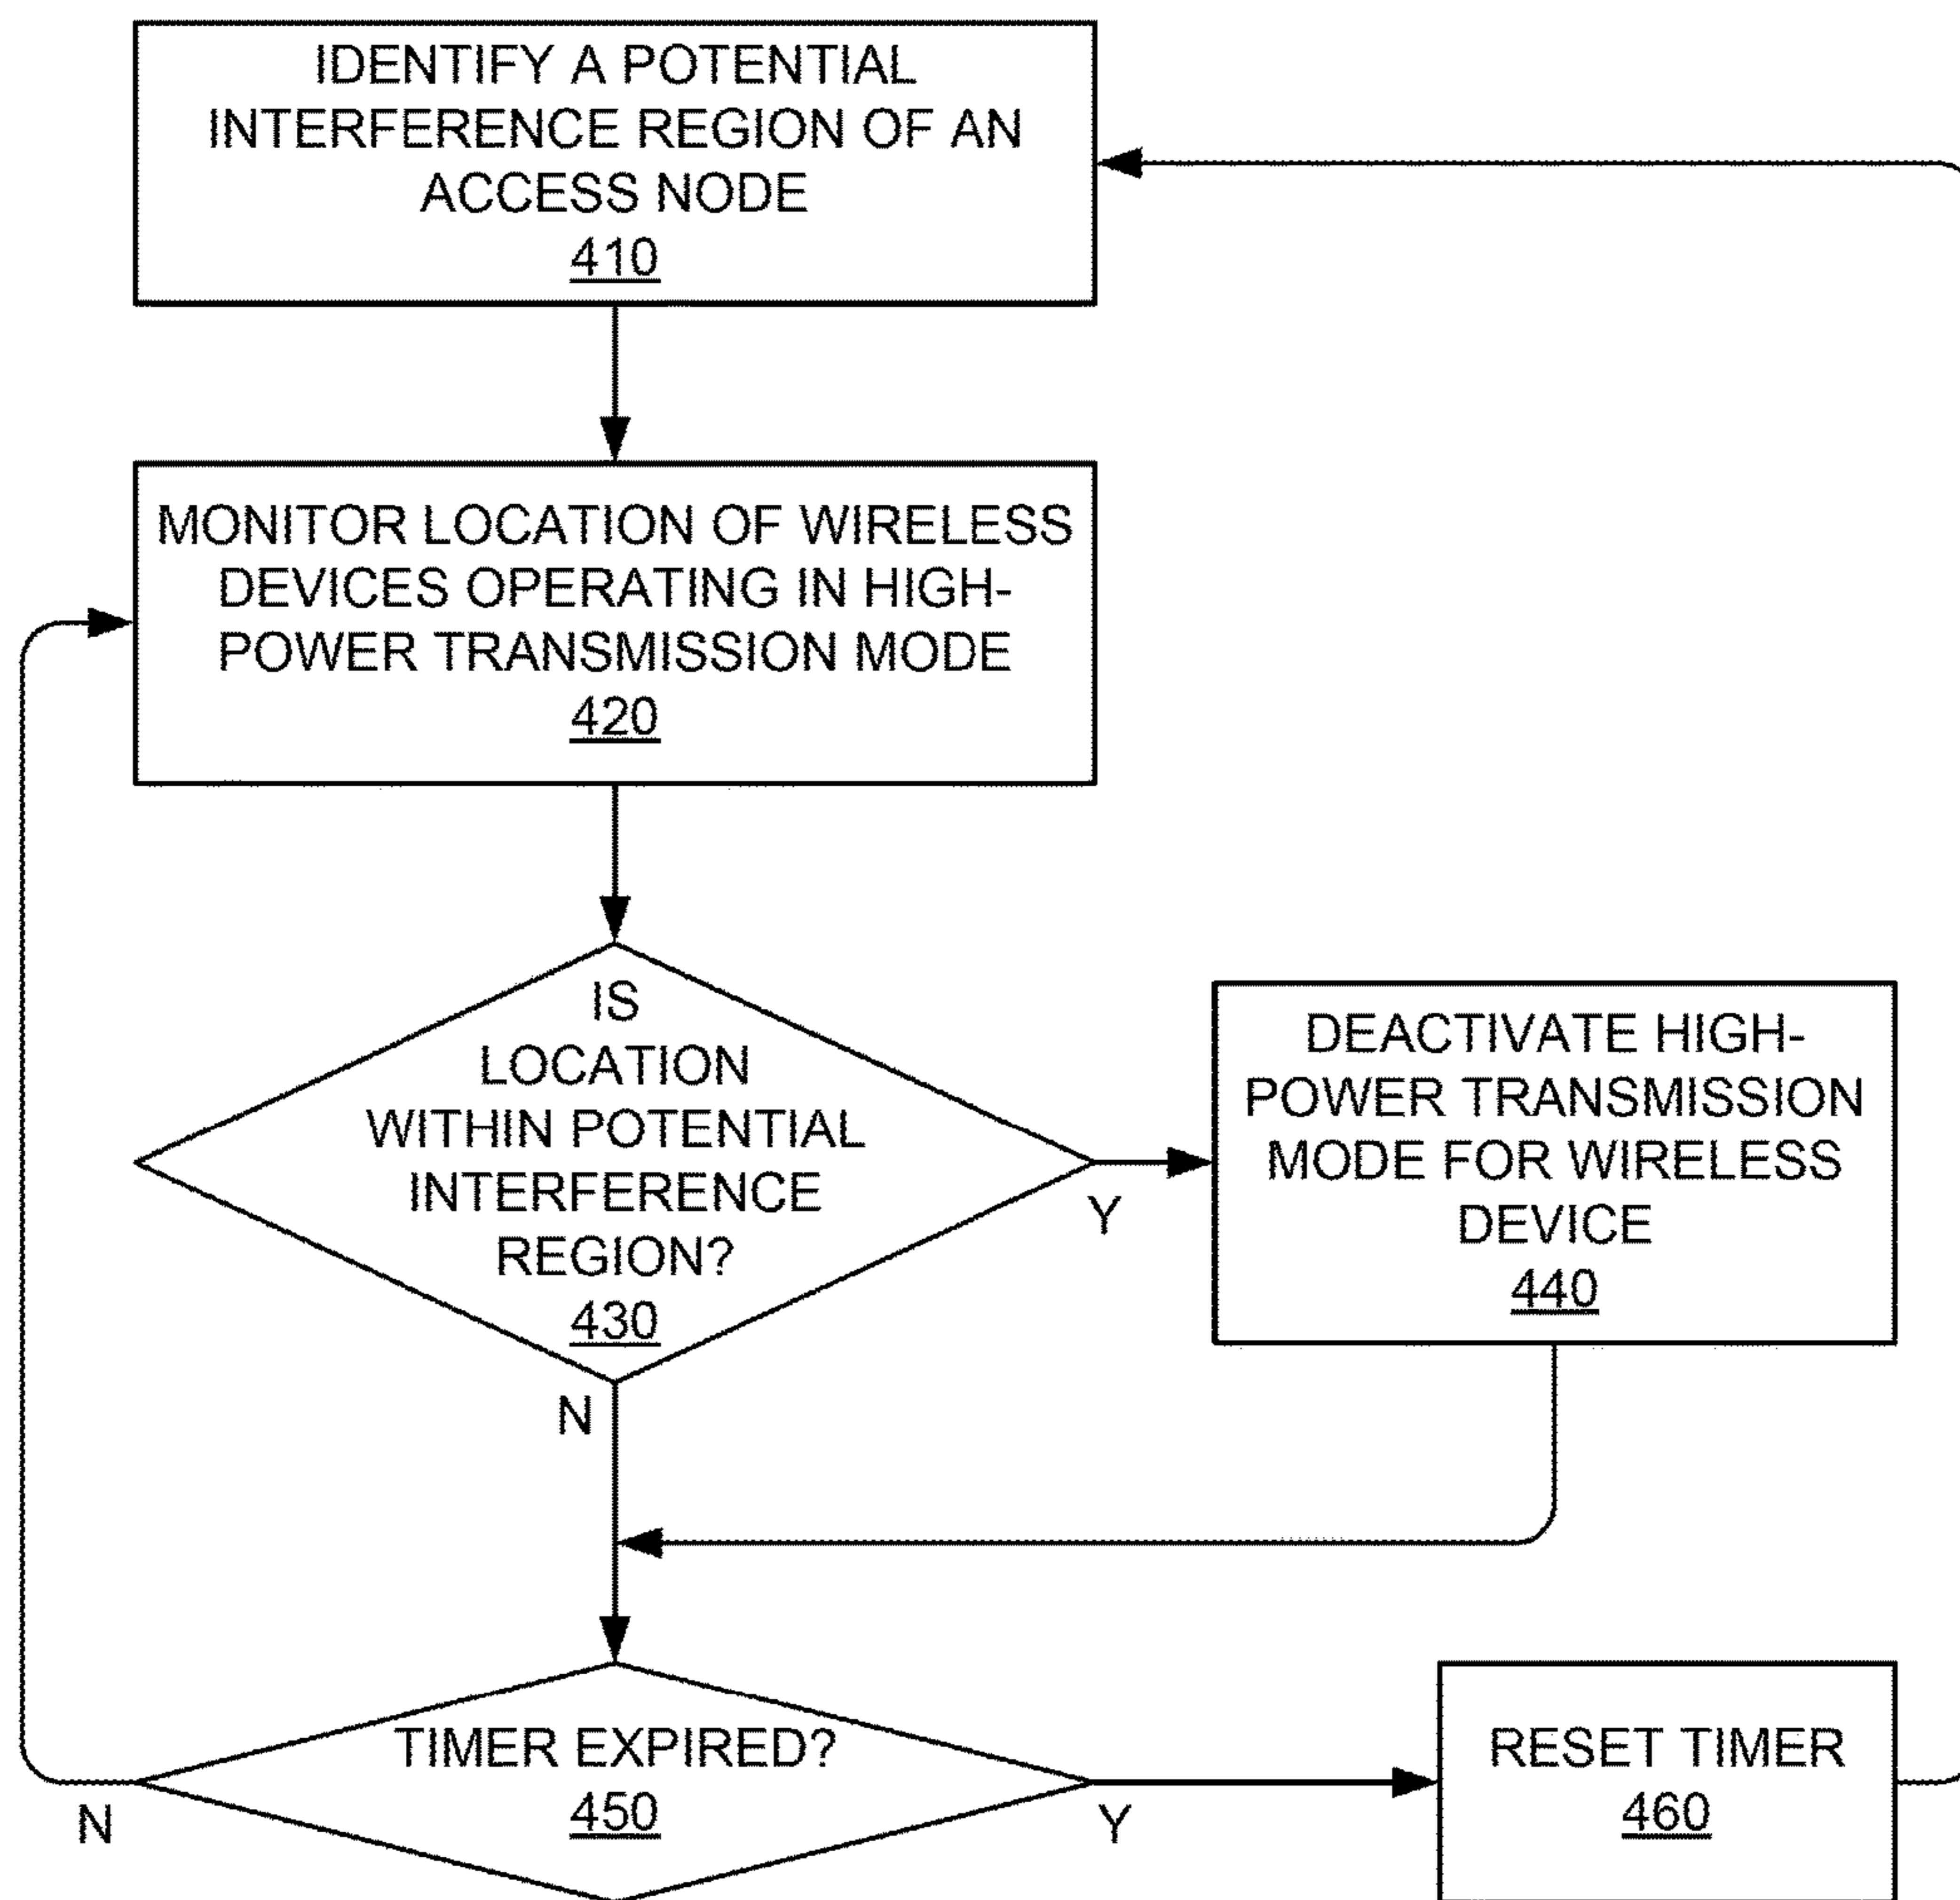 IDENTIFY A POTENTIAL
INTERFERENCE REGION OF AN
ACCESS NODE
410
MONITOR LOCATION OF WIRELESS
DEVICES OPERATING IN HIGH-
POWER TRANSMISSION MODE
420
IS
LOCATION
WITHIN POTENTIAL
INTERFERENCE
REGION?
430
Y
N
DEACTIVATE HIGH-
POWER TRANSMISSION
MODE FOR WIRELESS
DEVICE
440
TIMER EXPIRED?
450
N
Y
RESET TIMER
460